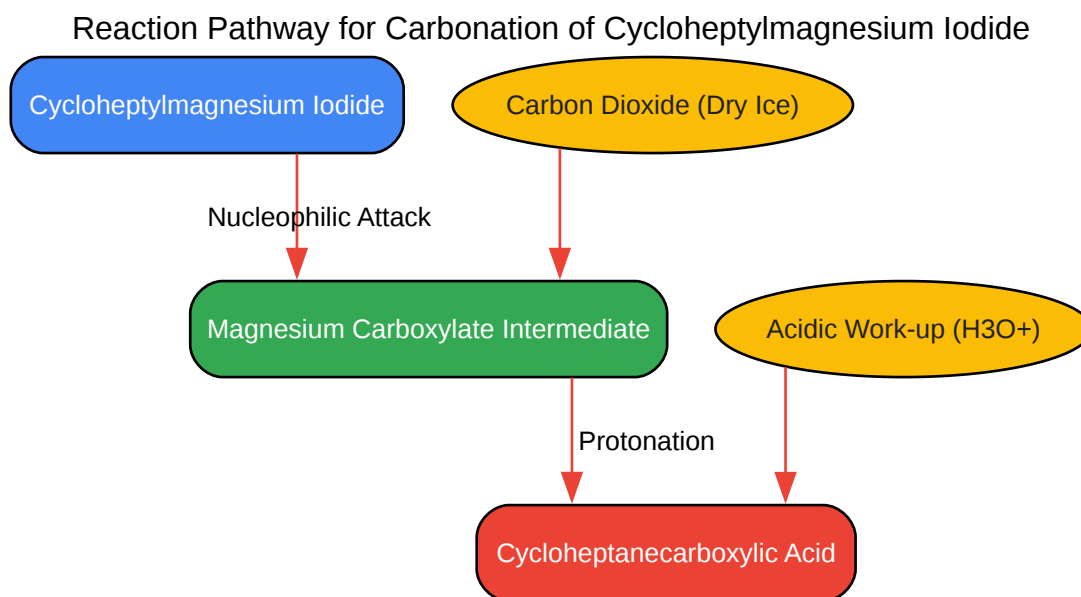 Reaction Pathway for Carbonation of Cycloheptylmagnesium Iodide
Cycloheptylmagnesium Iodide
Carbon Dioxide (Dry Ice)
Nucleophilic Attack
Magnesium Carboxylate Intermediate
Acidic Work-up (H3O+)
Protonation
Cycloheptanecarboxylic Acid